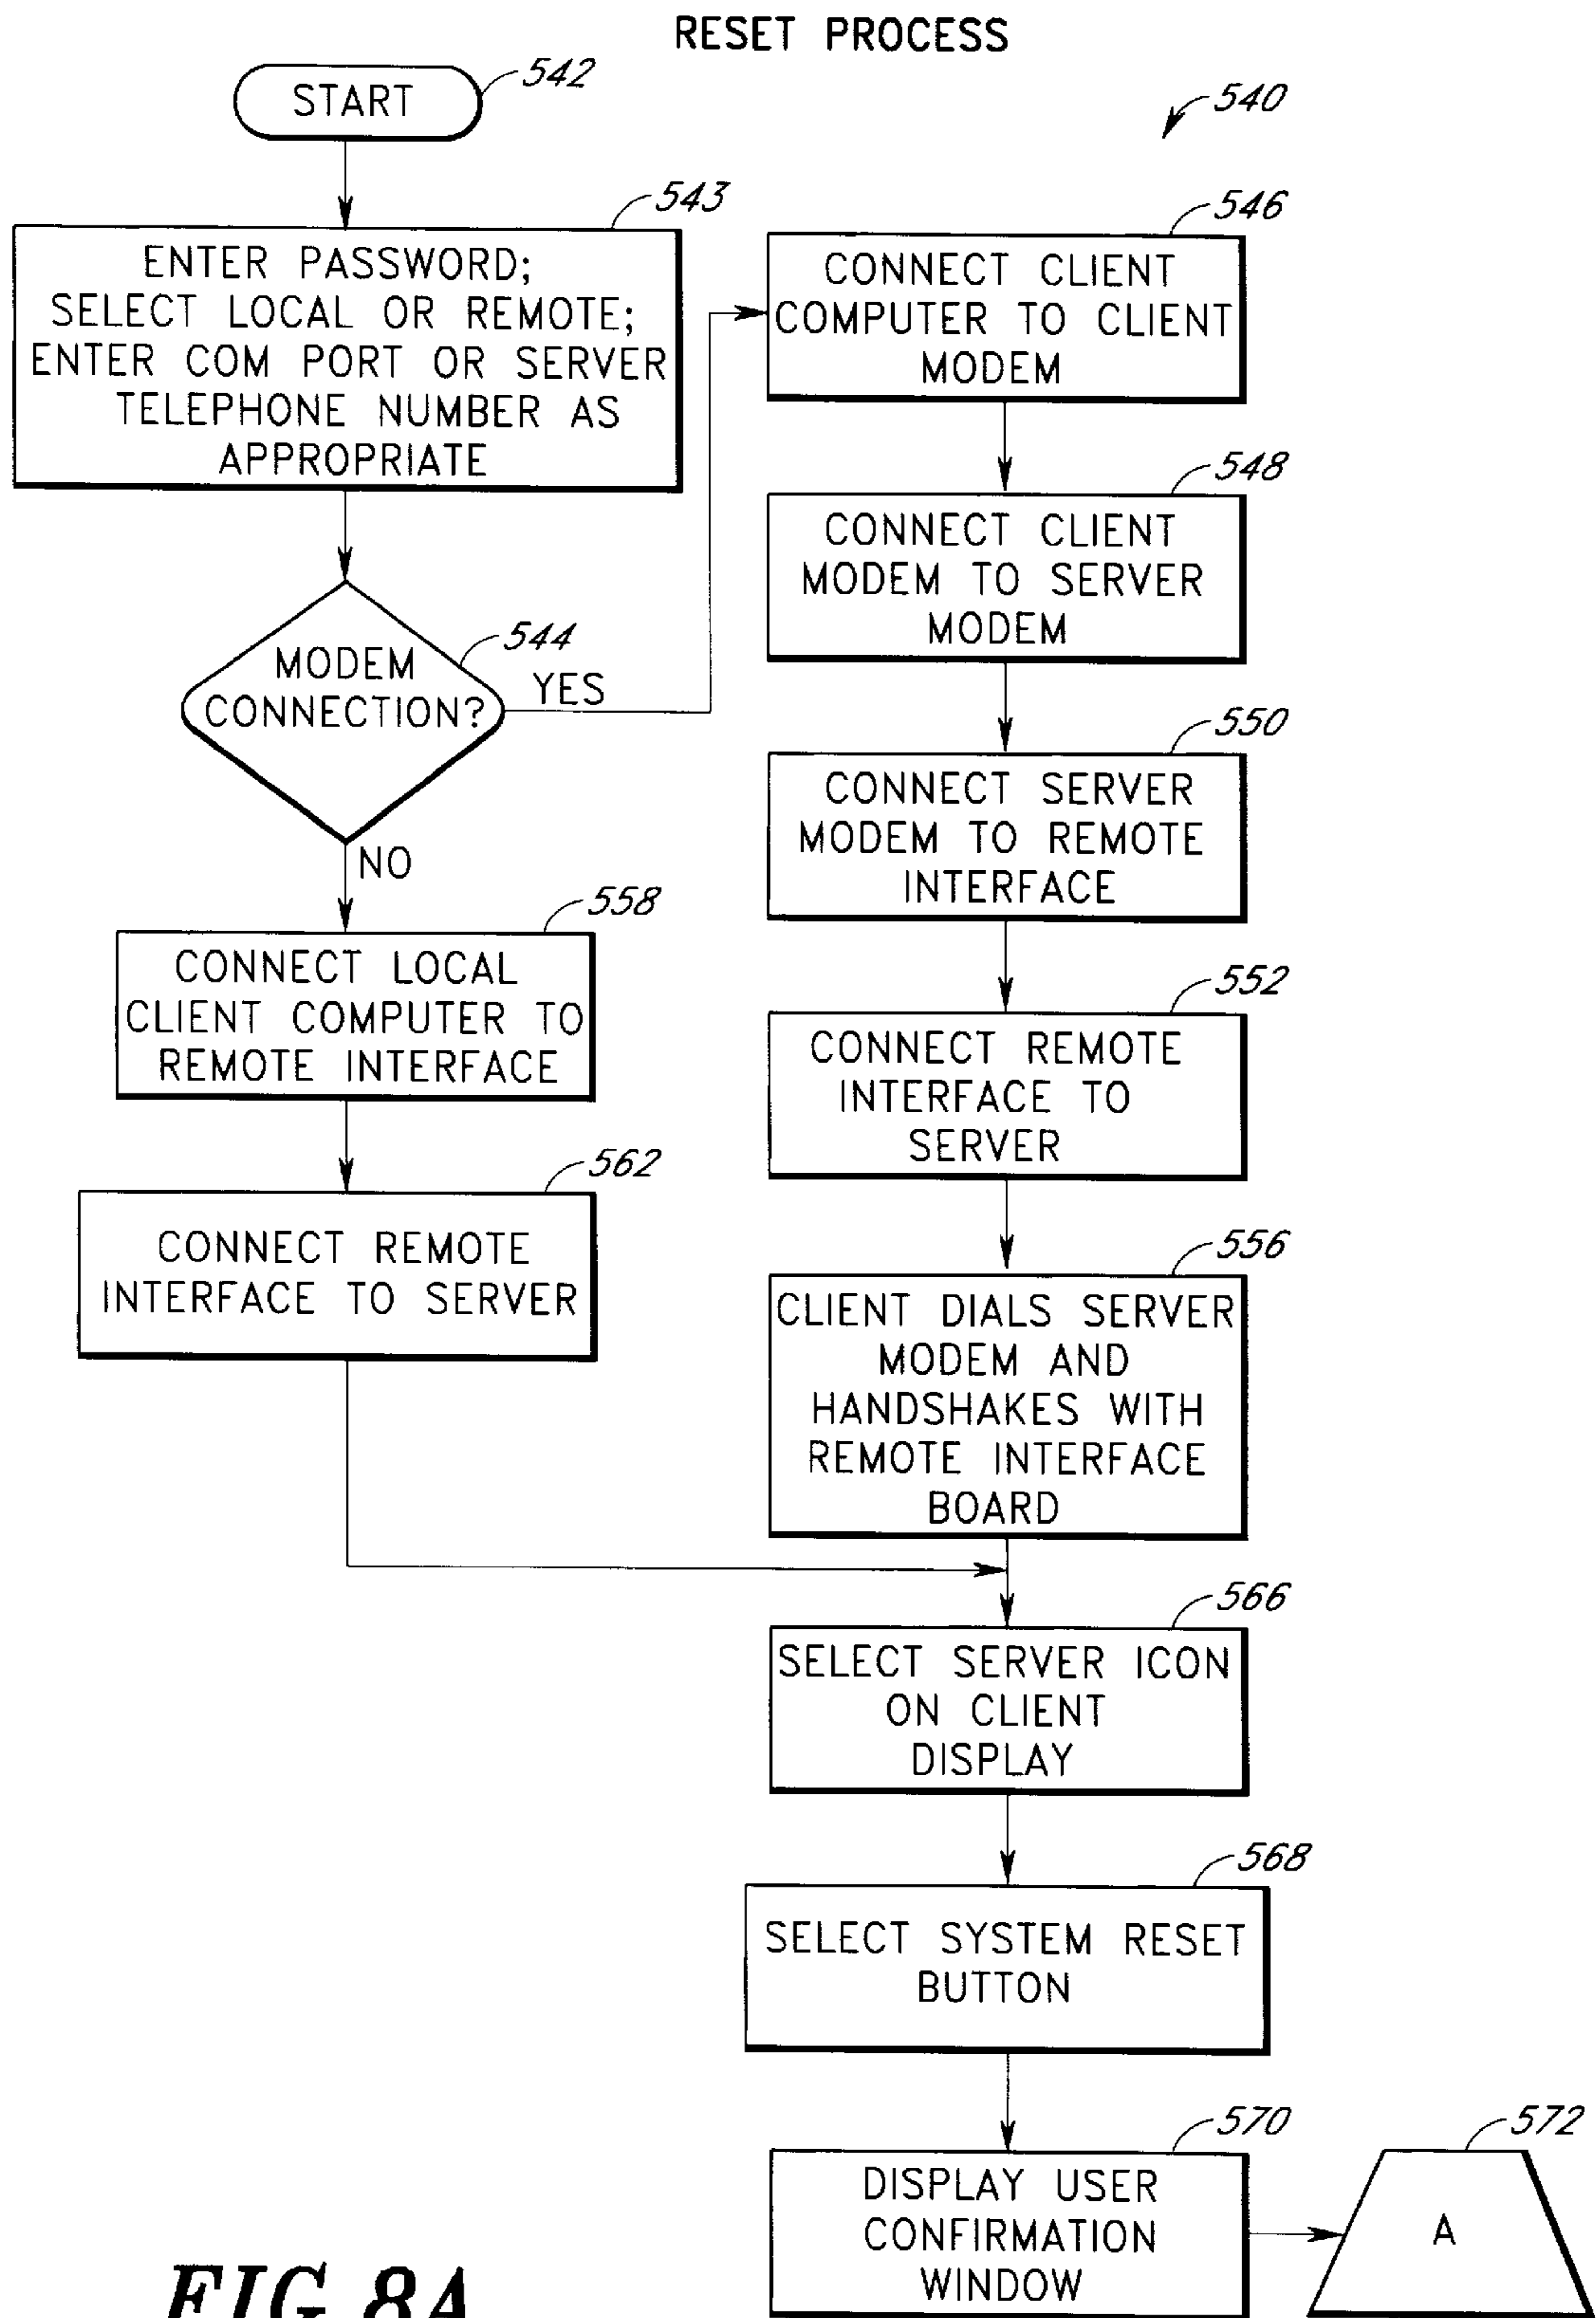 RESET PROCESS
START
542
540
543
ENTER PASSWORD;
SELECT LOCAL OR REMOTE;
ENTER COM PORT OR SERVER
TELEPHONE NUMBER AS
APPROPRIATE
546
CONNECT CLIENT
COMPUTER TO CLIENT
MODEM
548
CONNECT CLIENT
MODEM TO SERVER
MODEM
544
MODEM
CONNECTION?
YES
NO
550
CONNECT SERVER
MODEM TO REMOTE
INTERFACE
558
CONNECT LOCAL
CLIENT COMPUTER TO
REMOTE INTERFACE
552
CONNECT REMOTE
INTERFACE TO
SERVER
562
CONNECT REMOTE
INTERFACE TO SERVER
556
CLIENT DIALS SERVER
MODEM AND
HANDSHAKES WITH
REMOTE INTERFACE
BOARD
566
SELECT SERVER ICON
ON CLIENT
DISPLAY
568
SELECT SYSTEM RESET
BUTTON
570
DISPLAY USER
CONFIRMATION
WINDOW
572
A
FIG. 8A